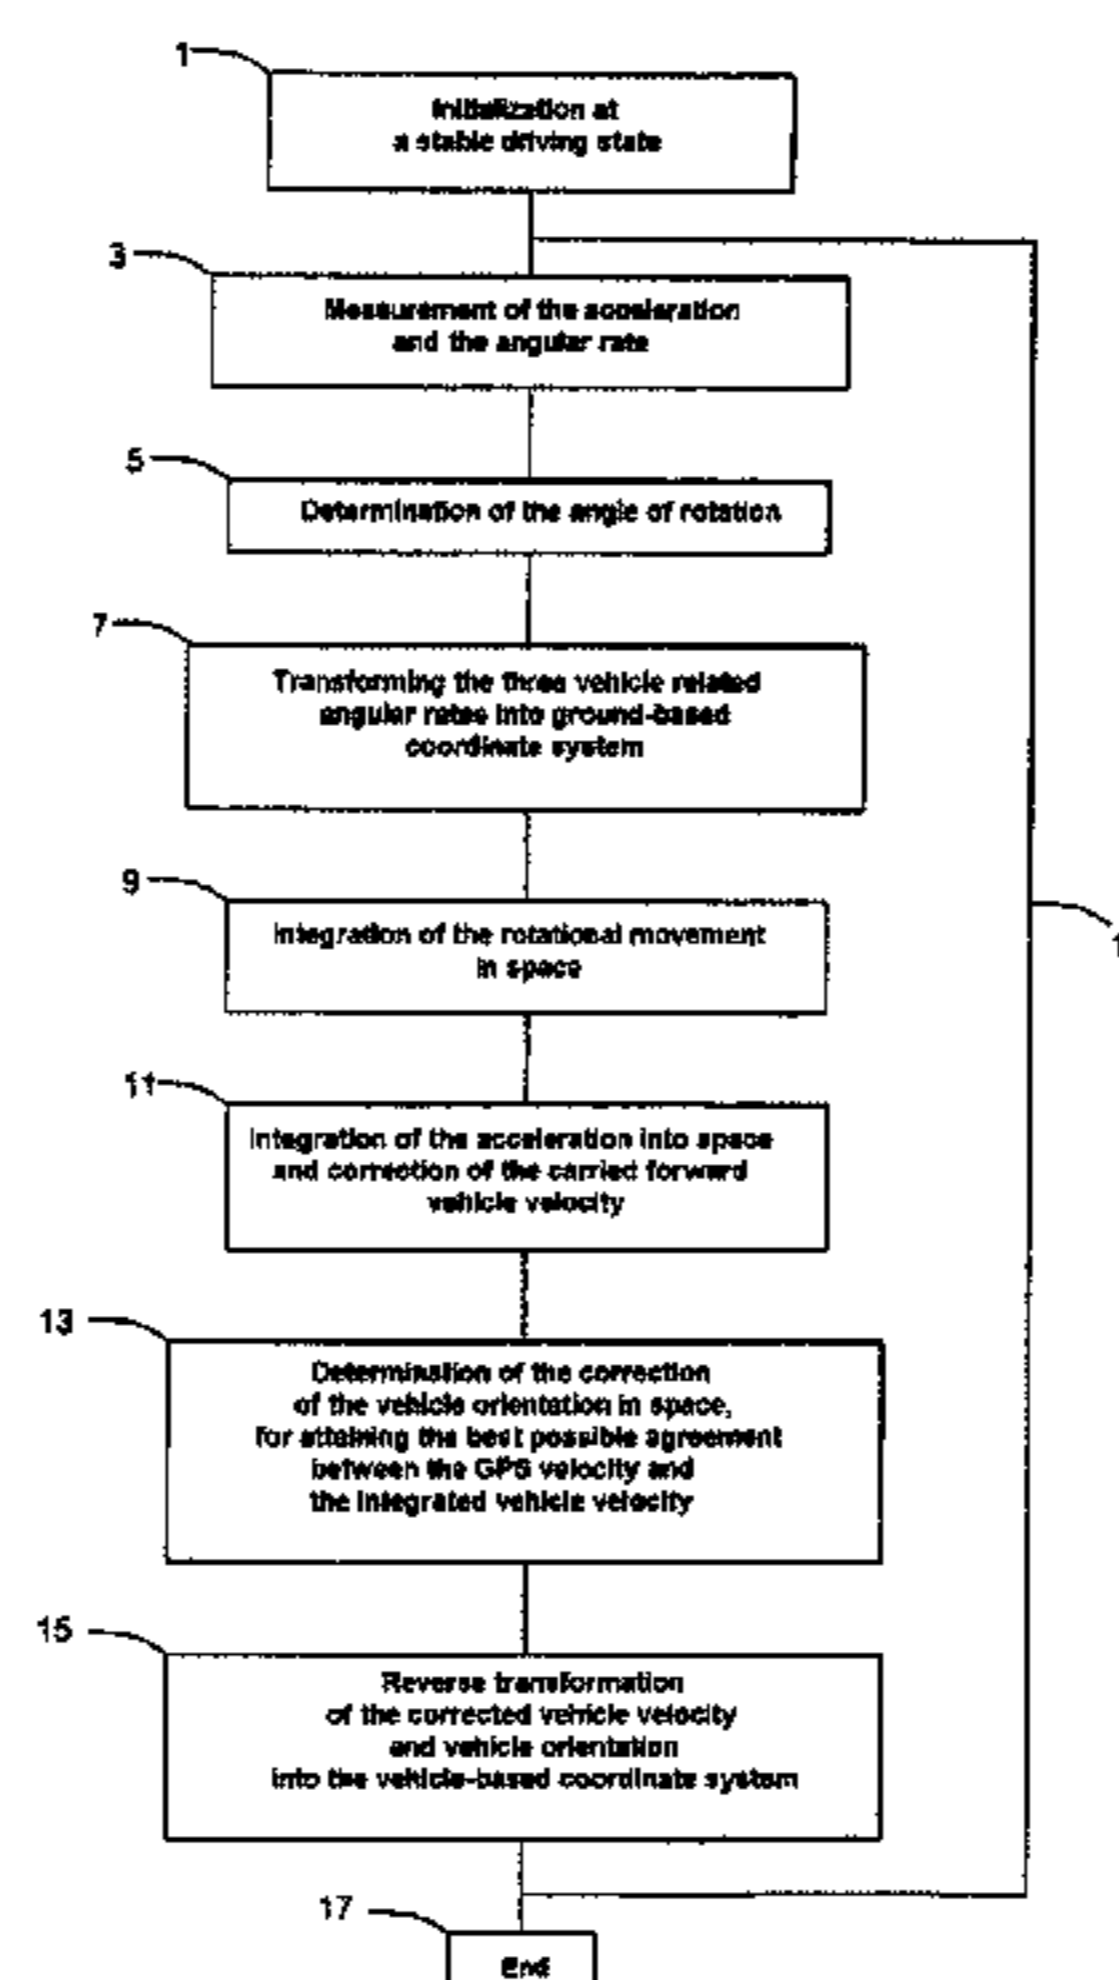 1
Initialization at
a stable driving state
3
Measurement of the acceleration
and the angular rate
5
Determination of the angle of rotation
7
Transforming the three vehicle related
angular rates into ground-based
coordinate system
9
Integration of the rotational movement
in space
11
Integration of the acceleration into space
and correction of the carried forward
vehicle velocity
13
Determination of the correction
of the vehicle orientation in space,
for attaining the best possible agreement
between the GPS velocity and
the integrated vehicle velocity
15
Reverse transformation
of the corrected vehicle velocity
and vehicle orientation
into the vehicle-based coordinate system
17
End